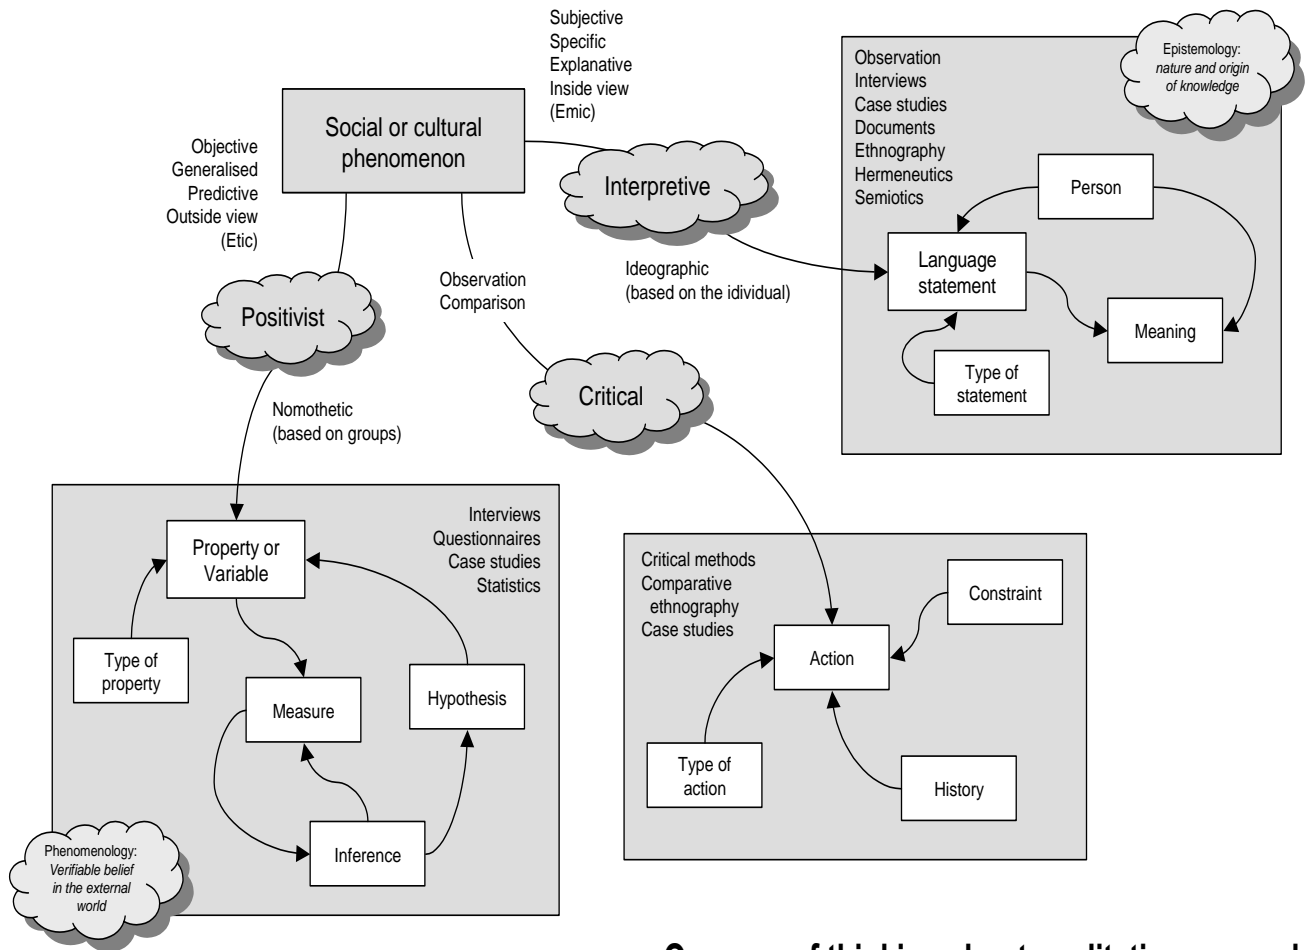 Subjective
Specific
Explanative
Inside view
(Emic)
Social or cultural
phenomenon
Objective
Generalised
Predictive
Outside view
(Etic)
Interpretive
Ideographic
(based on the idividual)
Observation
Comparison
Positivist
Nomothetic
(based on groups)
Critical
Epistemology:
nature and origin
of knowledge
Observation
Interviews
Case studies
Documents
Ethnography
Hermeneutics
Semiotics
Person
Language
statement
Meaning
Type of
statement
Interviews
Questionnaires
Case studies
Statistics
Property or
Variable
Type of
property
Measure
Hypothesis
Inference
Phenomenology:
Verifiable belief
in the external
world
Critical methods
Comparative
ethnography
Case studies
Constraint
Action
Type of
action
History